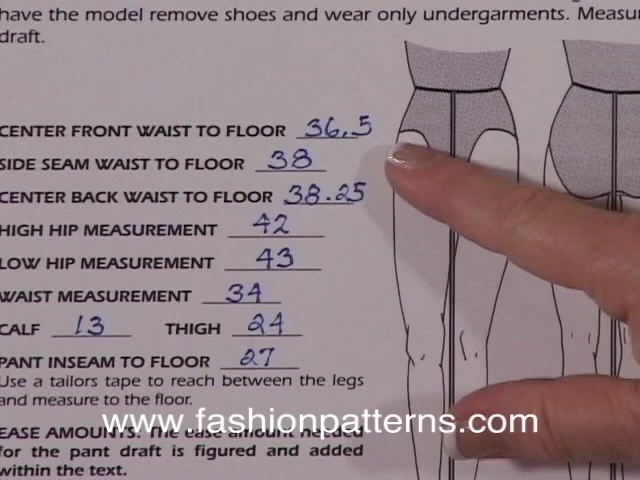 have the model remove shoes and wear only undergarments.
draft.
CENTER FRONT WAIST TO FLOOR 36.5
SIDE SEAM WAIST TO FLOOR 38
CENTER BACK WAIST TO FLOOR 38.25
HIGH HIP MEASUREMENT 42
LOW HIP MEASUREMENT 43
WAIST MEASUREMENT 34
CALF 13 THIGH 24
PANT INSEAM TO FLOOR 27
Use a tailors tape to reach between the legs
and measure to the floor.
www.fashionpatterns.com
EASE AMOUNTS: The ease amount needed
for the pant draft is figured and added
within the text.